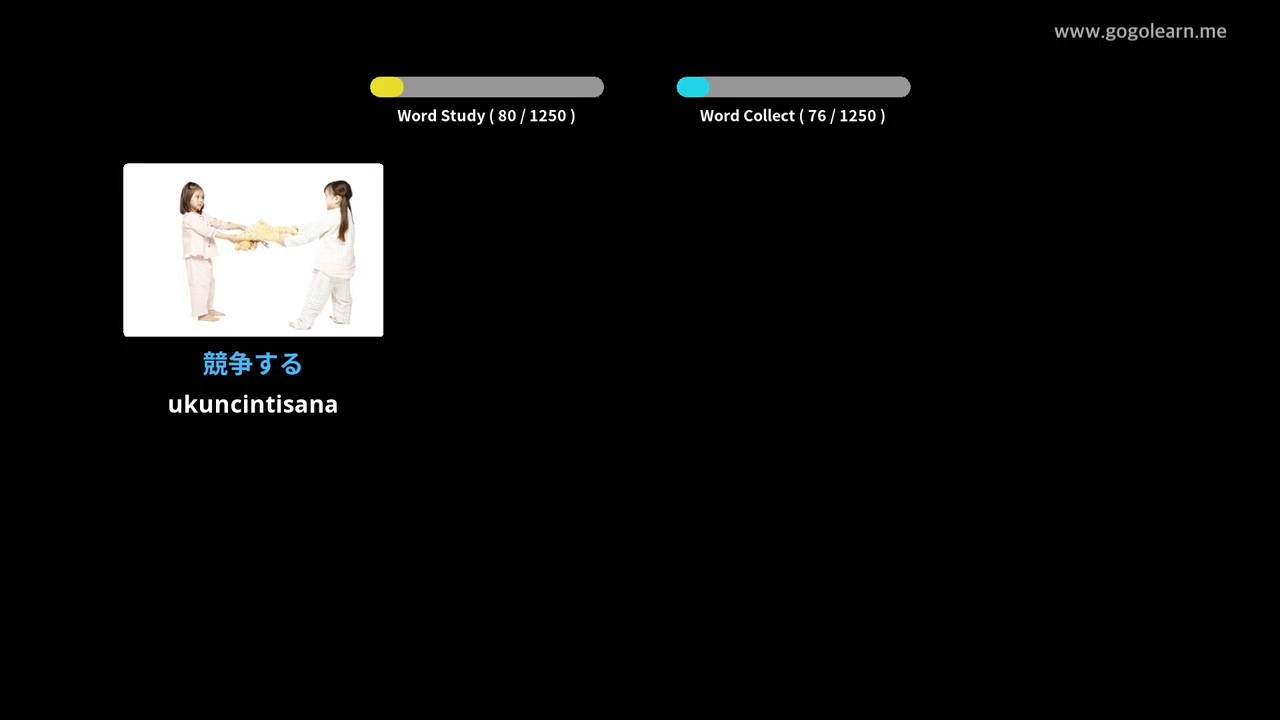 www.gogolearn.me
Word Study ( 80 / 1250 )
Word Collect ( 76 / 1250 )
競争する
ukuncintisana